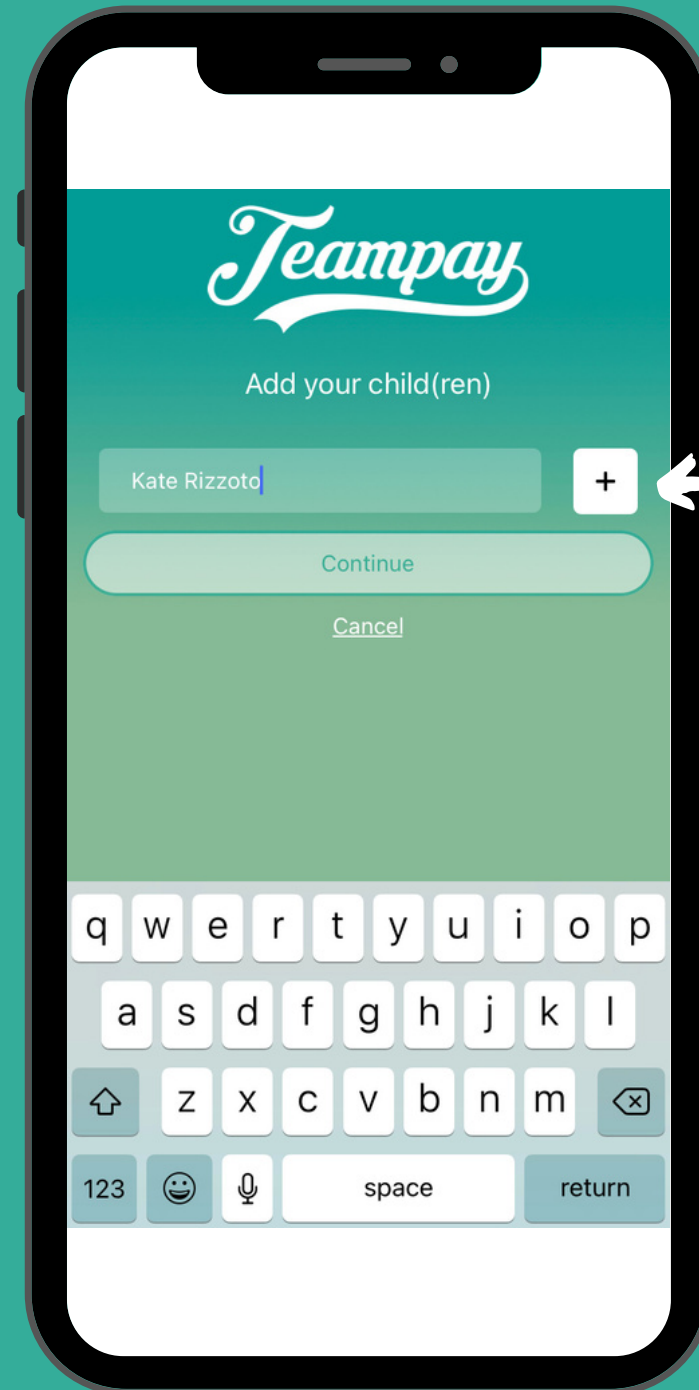 Teampay
Add your child(ren)
Kate Rizzoto
+
Continue
Cancel
q w e r t y u i o p
a s d f g h j k l
z x c v b n m
123 space return